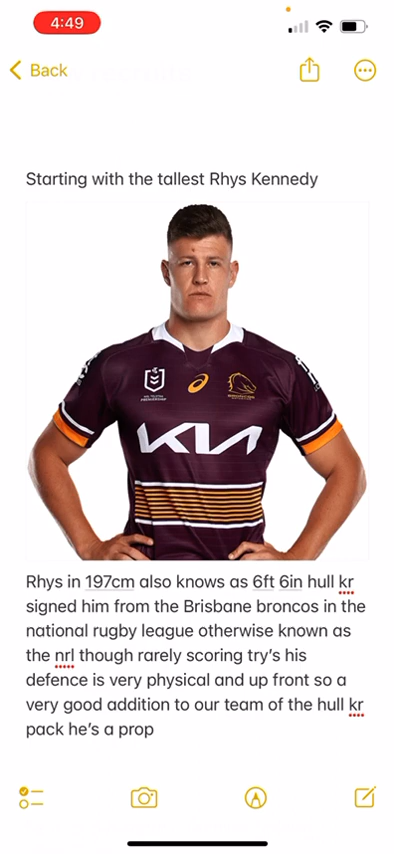 4:49
Back
Starting with the tallest Rhys Kennedy
KIA
Rhys in 197cm also knows as 6ft 6in hull kr
signed him from the Brisbane broncos in the
national rugby league otherwise known as
the nrl though rarely scoring try’s his
defence is very physical and up front so a
very good addition to our team of the hull kr
pack he’s a prop